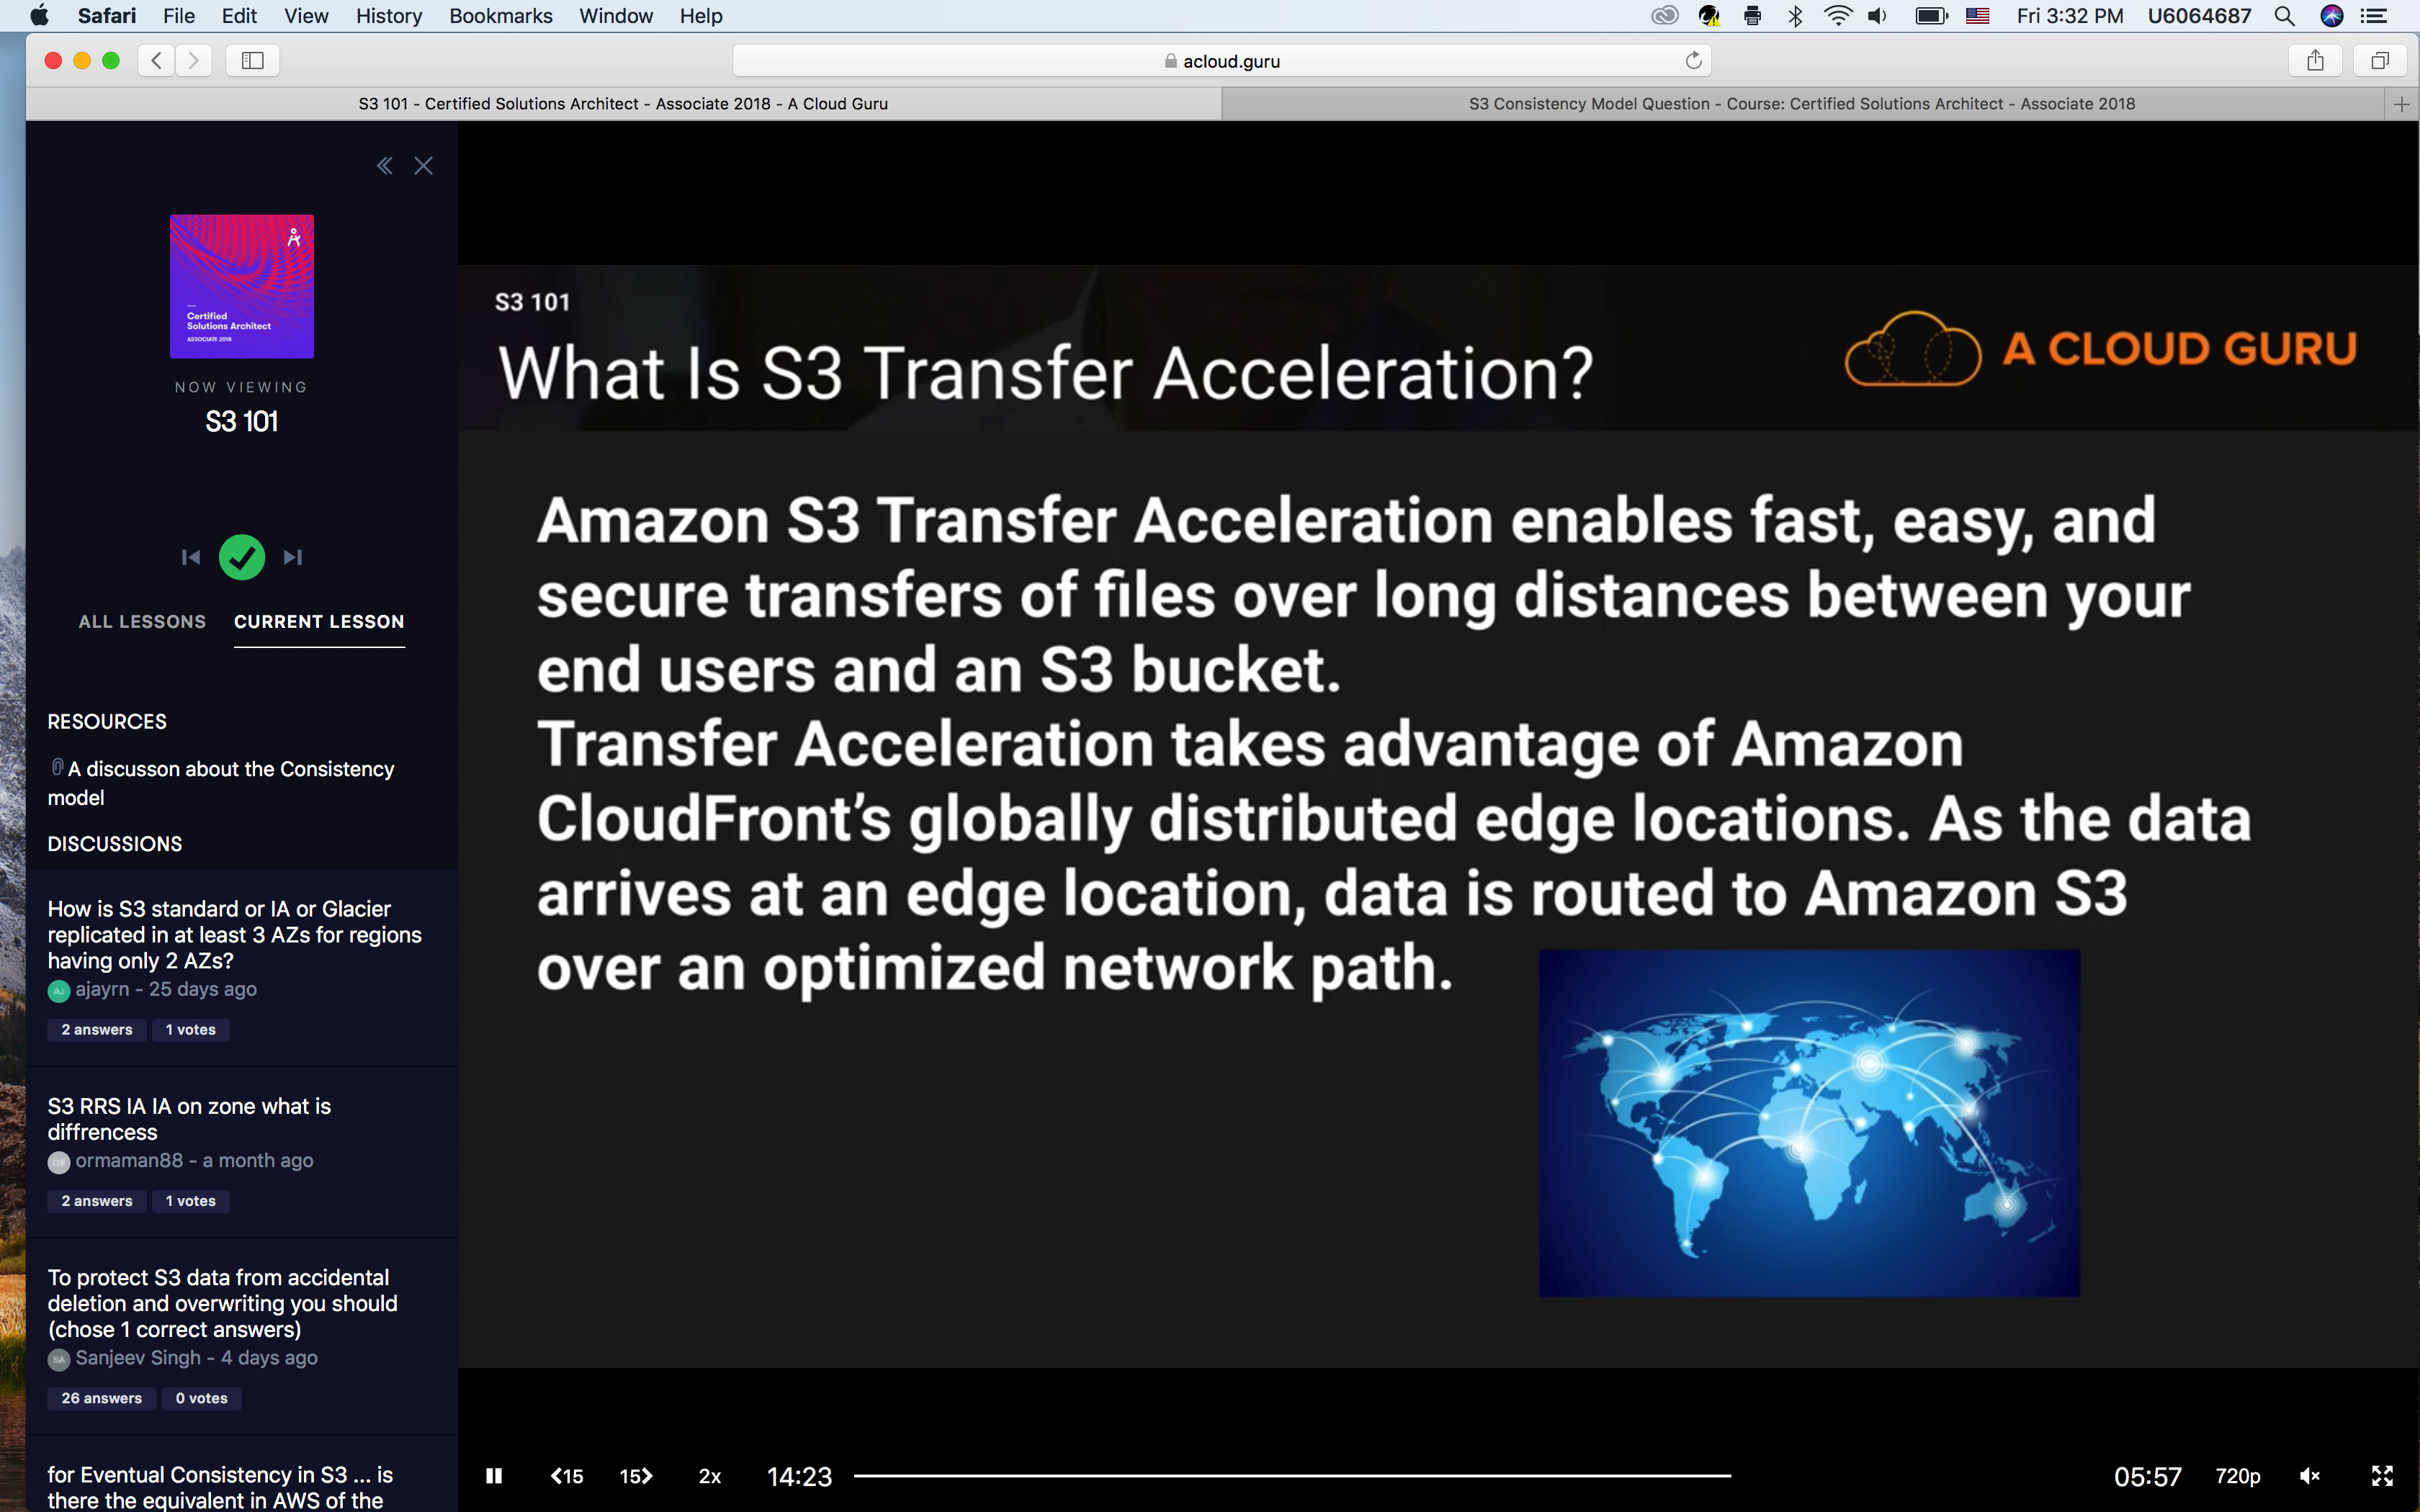 Safari File Edit View History Bookmarks Window Help Fri 3:32 PM U6064687
acloud.guru
S3 101 - Certified Solutions Architect - Associate 2018 - A Cloud Guru
S3 Consistency Model Question - Course: Certified Solutions Architect - Associate 2018
Certified
Solutions Architect
ASSOCIATE 2018
NOW VIEWING
S3 101
ALL LESSONS CURRENT LESSON
RESOURCES
A discusson about the Consistency
model
DISCUSSIONS
How is S3 standard or IA or Glacier
replicated in at least 3 AZs for regions
having only 2 AZs?
AJ ajayrn - 25 days ago
2 answers 1 votes
S3 RRS IA IA on zone what is
diffrencess
OR ormaman88 - a month ago
2 answers 1 votes
To protect S3 data from accidental
deletion and overwriting you should
(chose 1 correct answers)
SA Sanjeev Singh - 4 days ago
26 answers 0 votes
for Eventual Consistency in S3 ... is
there the equivalent in AWS of the
S3 101
What Is S3 Transfer Acceleration?
A CLOUD GURU
Amazon S3 Transfer Acceleration enables fast, easy, and
secure transfers of files over long distances between your
end users and an S3 bucket.
Transfer Acceleration takes advantage of Amazon
CloudFront’s globally distributed edge locations. As the data
arrives at an edge location, data is routed to Amazon S3
over an optimized network path.
15 15 2x 14:23 05:57 720p